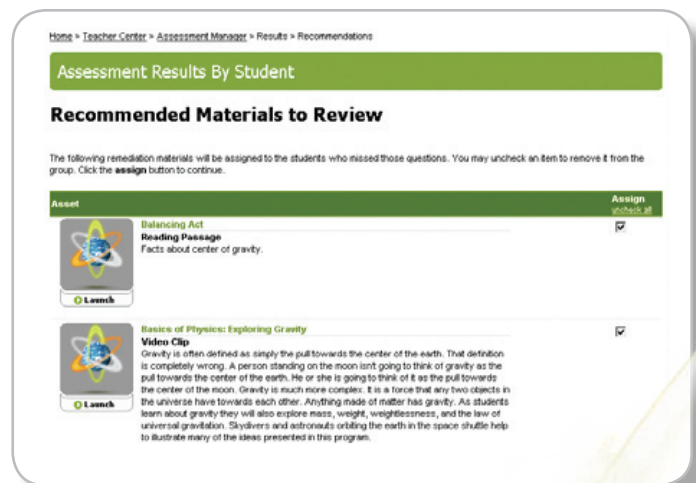 Home » Teacher Center » Assessment Manager » Results » Recommendations
Assessment Results By Student
Recommended Materials to Review
The following remediation materials will be assigned to the students who missed those questions. You may uncheck an item to remove it from the
group. Click the assign button to continue.
Asset
Assign
uncheck all
Balancing Act
Reading Passage
Facts about center of gravity.
Launch
Basics of Physics: Exploring Gravity
Video Clip
Gravity is often defined as simply the pull towards the center of the earth. That definition
is completely wrong. A person standing on the moon isn't going to think of gravity as the
pull towards the center of the earth. He or she is going to think of it as the pull towards
the center of the moon. Gravity is much more complex. It is a force that any two objects in
the universe have towards each other. Anything made of matter has gravity. As students
learn about gravity they will also explore mass, weight, weightlessness, and the law of
universal gravitation. Skydivers and astronauts orbiting the earth in the space shuttle help
to illustrate many of the ideas presented in this program.
Launch